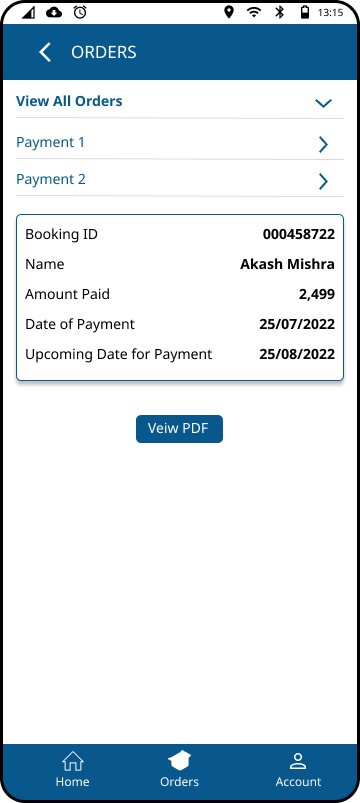 13:15
ORDERS
View All Orders
Payment 1
Payment 2
Booking ID 000458722
Name Akash Mishra
Amount Paid 2,499
Date of Payment 25/07/2022
Upcoming Date for Payment 25/08/2022
Veiw PDF
Home Orders Account